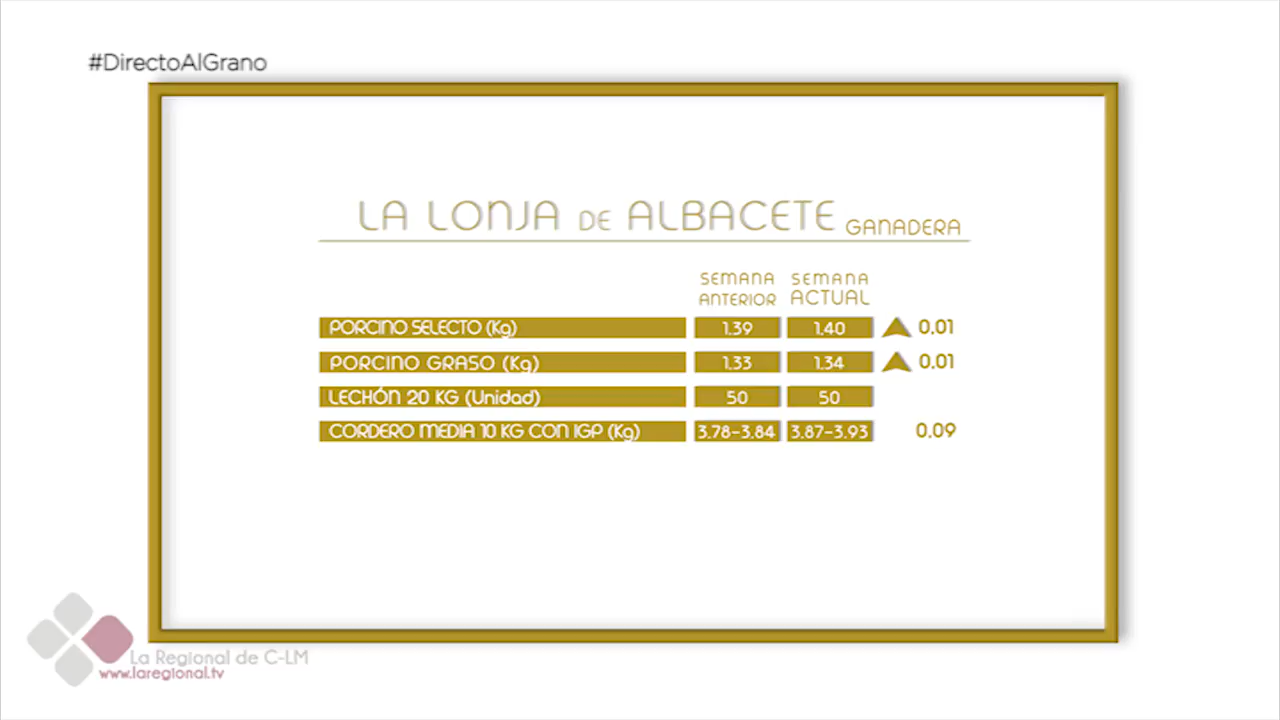 #DirectoAlGrano
LA LONJA DE ALBACETE GANADERA
SEMANA ANTERIOR SEMANA ACTUAL
PORCINO SELECTO (Kg) 1.39 1.40 0.01
PORCINO GRASO (Kg) 1.33 1.34 0.01
LECHÓN 20 KG (Unidad) 50 50
CORDERO MEDIA 10 KG CON IGP (Kg) 3.78-3.84 3.87-3.93 0.09
La Regional de C-LM
www.laregional.tv